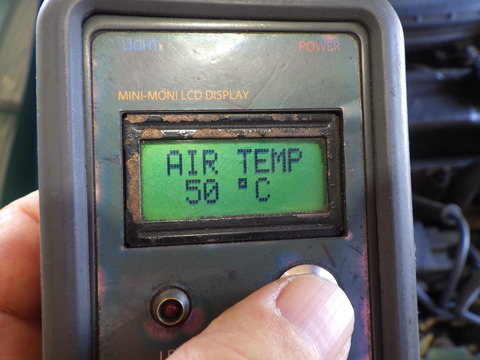 LIGHT POWER
MINI-MONI LCD DISPLAY
AIR TEMP
50 °C